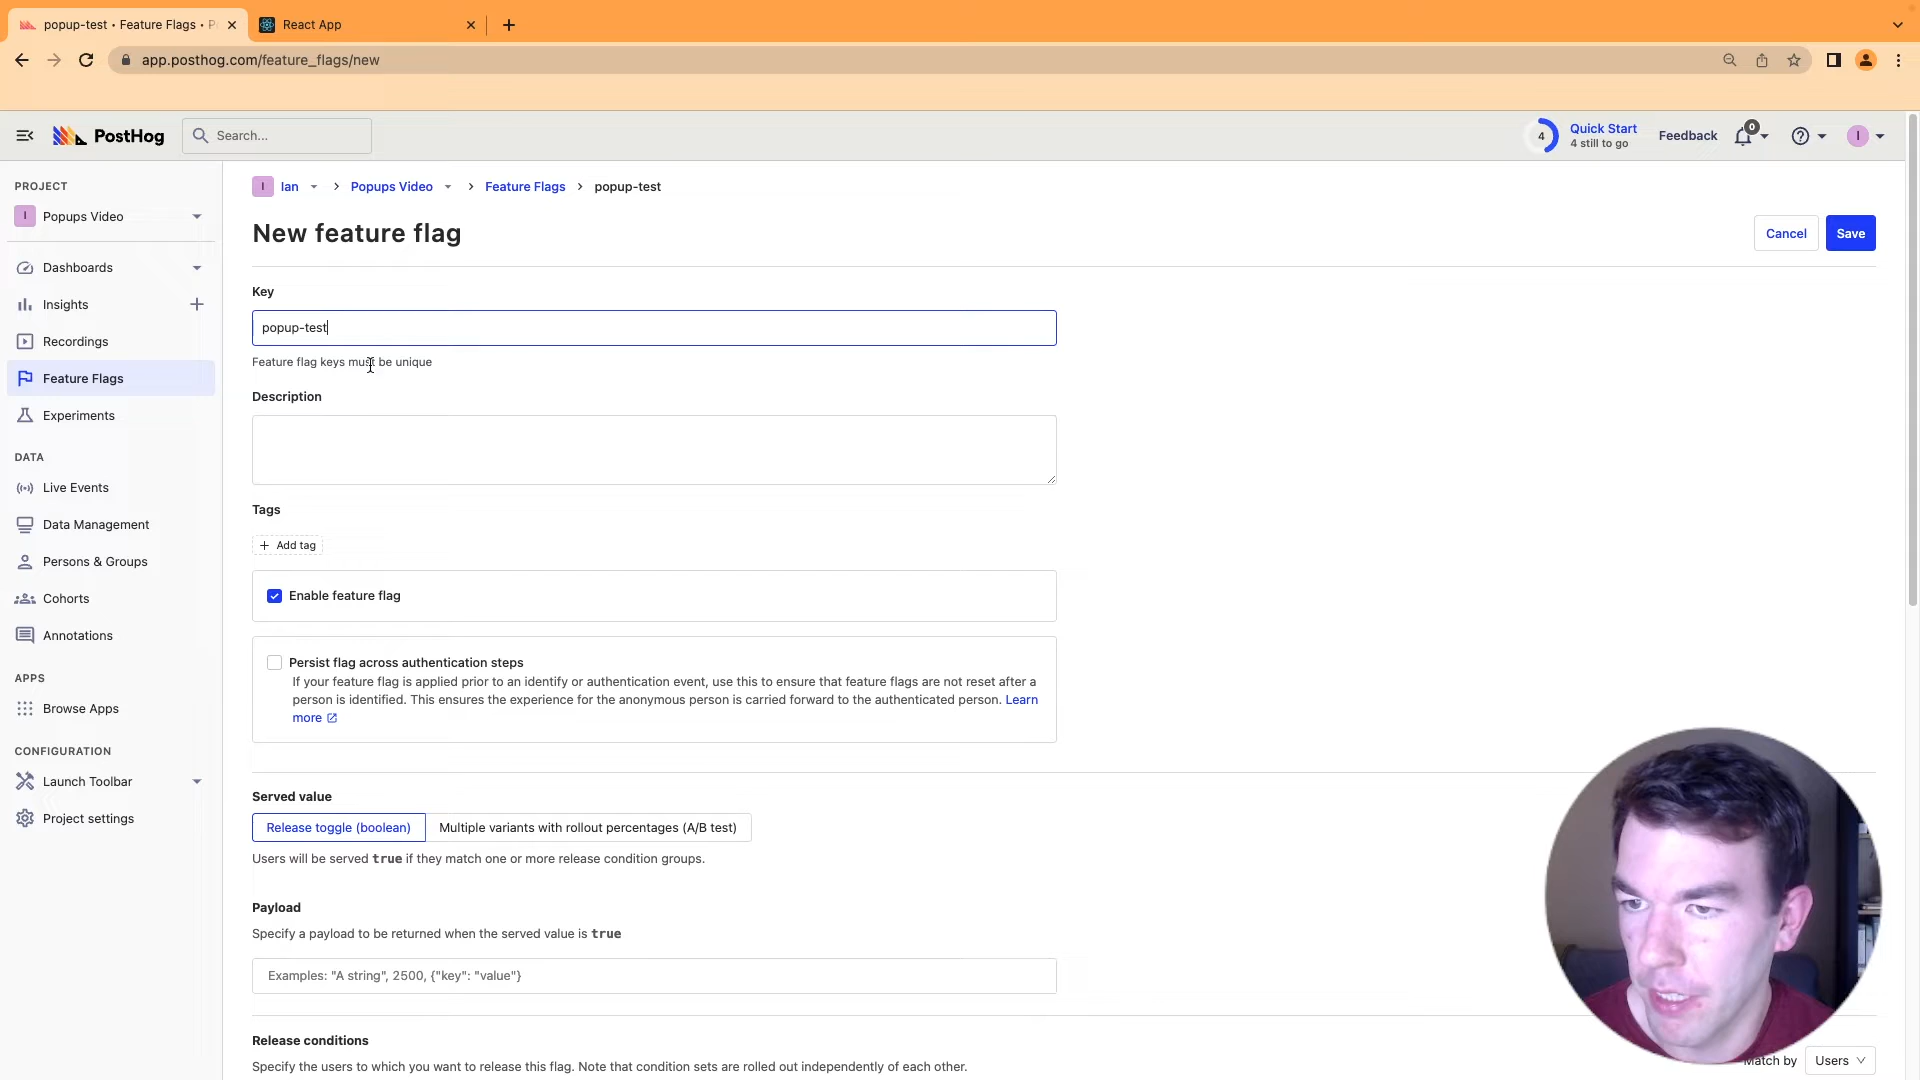 popup-test • Feature Flags • P
React App
app.posthog.com/feature_flags/new
PostHog
Search...
4
Quick Start
4 still to go
Feedback
0
I
PROJECT
I Popups Video
Dashboards
Insights
Recordings
Feature Flags
Experiments
DATA
Live Events
Data Management
Persons & Groups
Cohorts
Annotations
APPS
Browse Apps
CONFIGURATION
Launch Toolbar
Project settings
I Ian > Popups Video > Feature Flags > popup-test
New feature flag
Cancel
Save
Key
popup-test
Feature flag keys must be unique
Description
Tags
+ Add tag
Enable feature flag
Persist flag across authentication steps
If your feature flag is applied prior to an identify or authentication event, use this to ensure that feature flags are not reset after a
person is identified. This ensures the experience for the anonymous person is carried forward to the authenticated person. Learn
more
Served value
Release toggle (boolean)
Multiple variants with rollout percentages (A/B test)
Users will be served true if they match one or more release condition groups.
Payload
Specify a payload to be returned when the served value is true
Examples: "A string", 2500, {"key": "value"}
Release conditions
Specify the users to which you want to release this flag. Note that condition sets are rolled out independently of each other.
Match by
Users